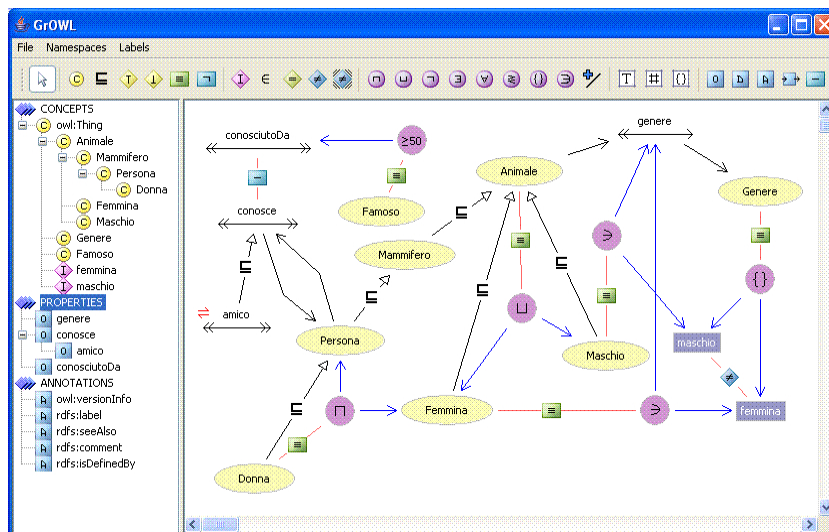 GrOWL
File Namespaces Labels
CONCEPTS
owl:Thing
Animale
Mammifero
Persona
Donna
Femmina
Maschio
Genere
Famoso
femmina
maschio
PROPERTIES
genere
conosce
amico
conosciutoDa
ANNOTATIONS
owl:versionInfo
rdfs:label
rdfs:seeAlso
rdfs:comment
rdfs:isDefinedBy
conosciutoDa
≥50
genere
Animale
Genere
Famoso
conosce
Mammifero
amico
Persona
Maschio
maschio
Femmina
femmina
Donna